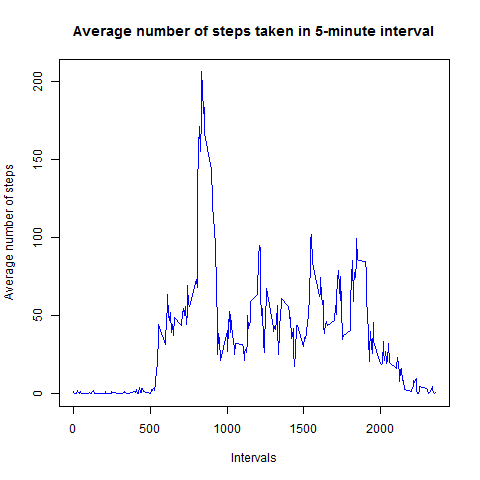 Average number of steps taken in 5-minute interval
Average number of steps
200
150
100
50
0
0 500 1000 1500 2000
Intervals